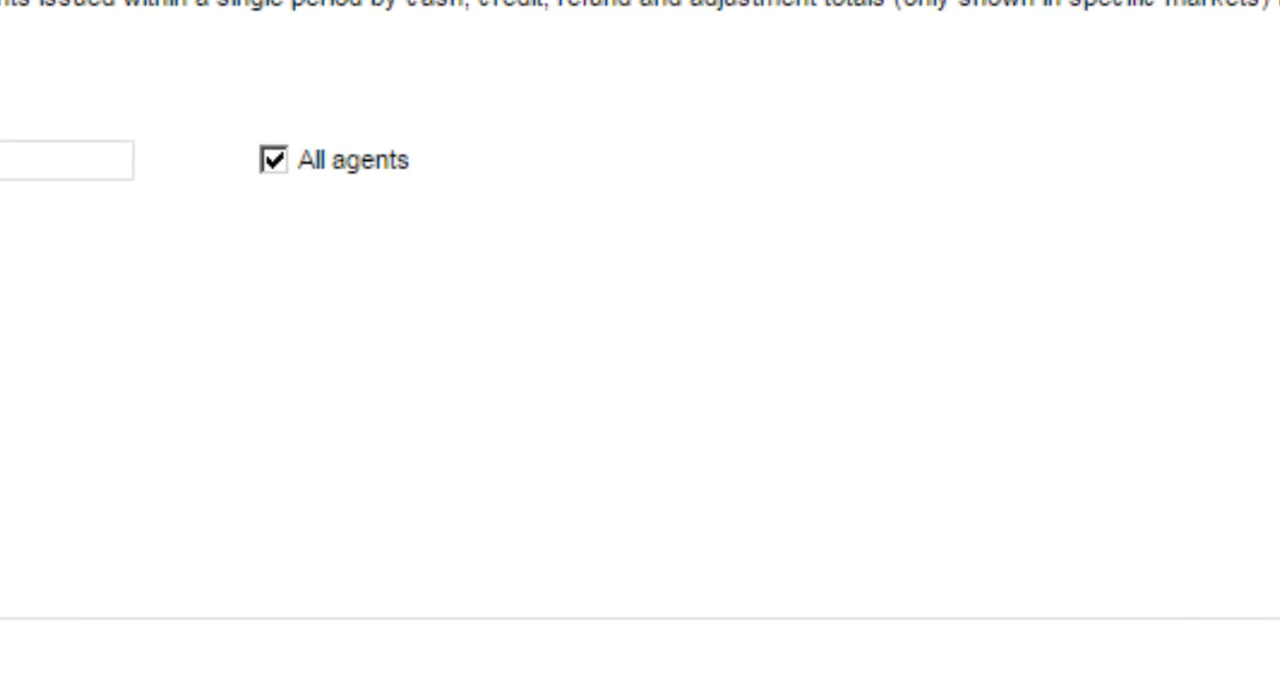 issued within a single period by cash, credit, refund and adjustment totals (only shown in specific markets)
All agents